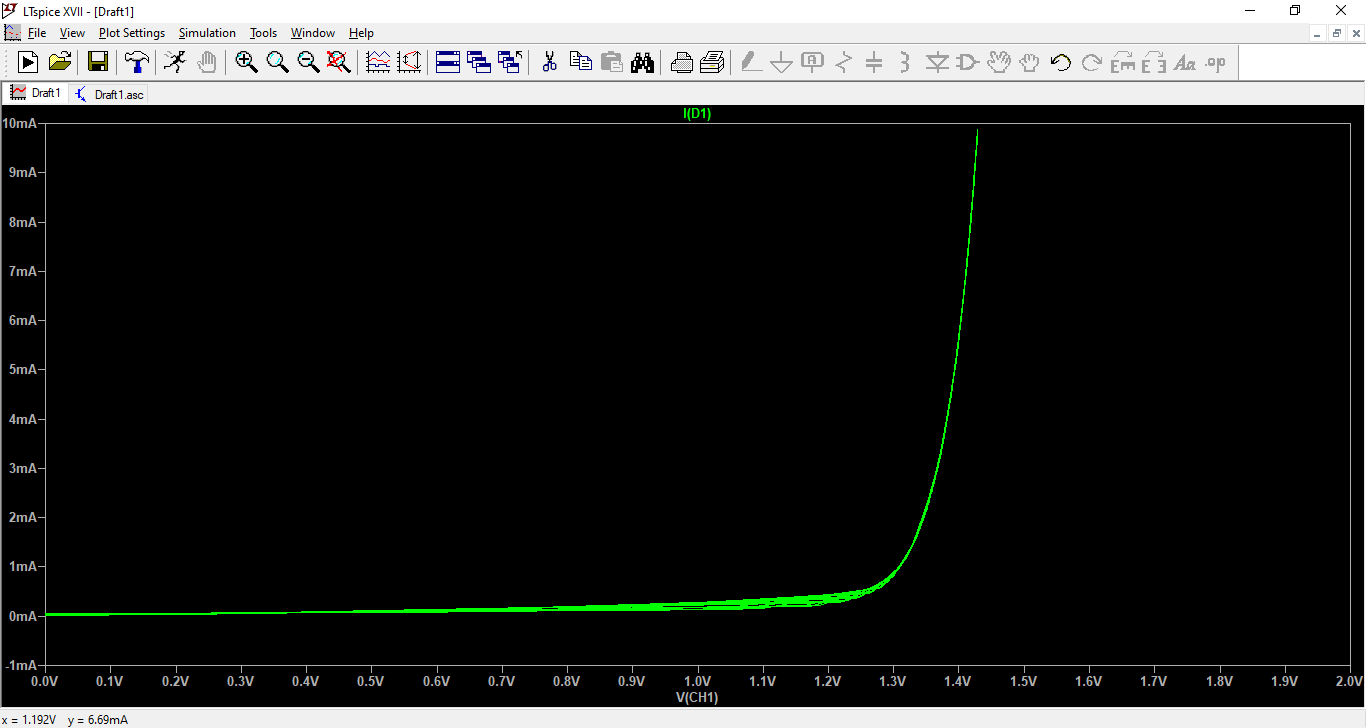 LTspice XVII - [Draft1]
File View Plot Settings Simulation Tools Window Help
Draft1 Draft1.asc
I(D1)
10mA
9mA
8mA
7mA
6mA
5mA
4mA
3mA
2mA
1mA
0mA
-1mA
0.0V 0.1V 0.2V 0.3V 0.4V 0.5V 0.6V 0.7V 0.8V 0.9V 1.0V 1.1V 1.2V 1.3V 1.4V 1.5V 1.6V 1.7V 1.8V 1.9V 2.0V
V(CH1)
x = 1.192V y = 6.69mA